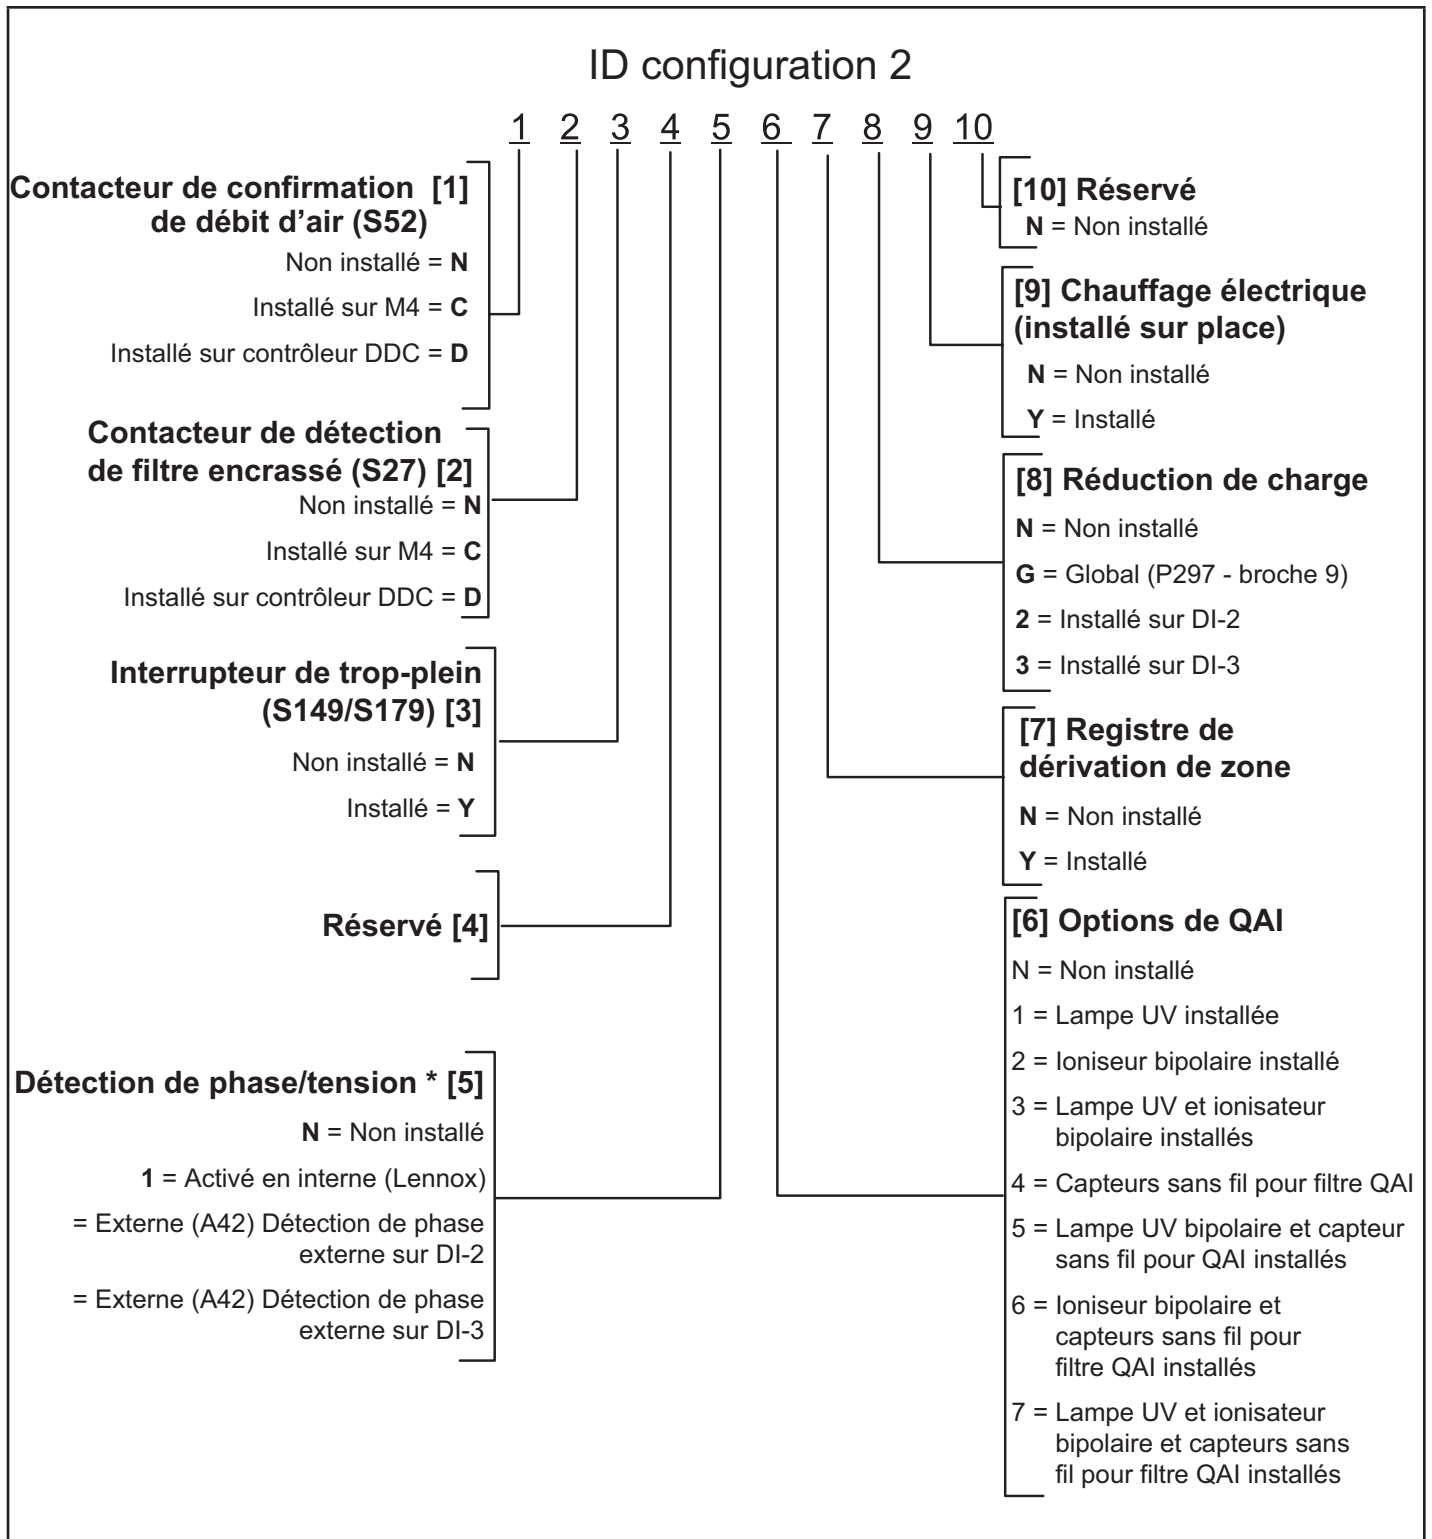 ID configuration 2
1 2 3 4 5 6 7 8 9 10
Contacteur de confirmation [1]
de débit d’air (S52)
Non installé = N
Installé sur M4 = C
Installé sur contrôleur DDC = D
Contacteur de détection
de filtre encrassé (S27) [2]
Non installé = N
Installé sur M4 = C
Installé sur contrôleur DDC = D
Interrupteur de trop-plein
(S149/S179) [3]
Non installé = N
Installé = Y
Réservé [4]
Détection de phase/tension * [5]
N = Non installé
1 = Activé en interne (Lennox)
= Externe (A42) Détection de phase
externe sur DI-2
= Externe (A42) Détection de phase
externe sur DI-3
[10] Réservé
N = Non installé
[9] Chauffage électrique
(installé sur place)
N = Non installé
Y = Installé
[8] Réduction de charge
N = Non installé
G = Global (P297 - broche 9)
2 = Installé sur DI-2
3 = Installé sur DI-3
[7] Registre de
dérivation de zone
N = Non installé
Y = Installé
[6] Options de QAI
N = Non installé
1 = Lampe UV installée
2 = Ioniseur bipolaire installé
3 = Lampe UV et ionisateur
bipolaire installés
4 = Capteurs sans fil pour filtre QAI
5 = Lampe UV bipolaire et capteur
sans fil pour QAI installés
6 = Ioniseur bipolaire et
capteurs sans fil pour
filtre QAI installés
7 = Lampe UV et ionisateur
bipolaire et capteurs sans
fil pour filtre QAI installés